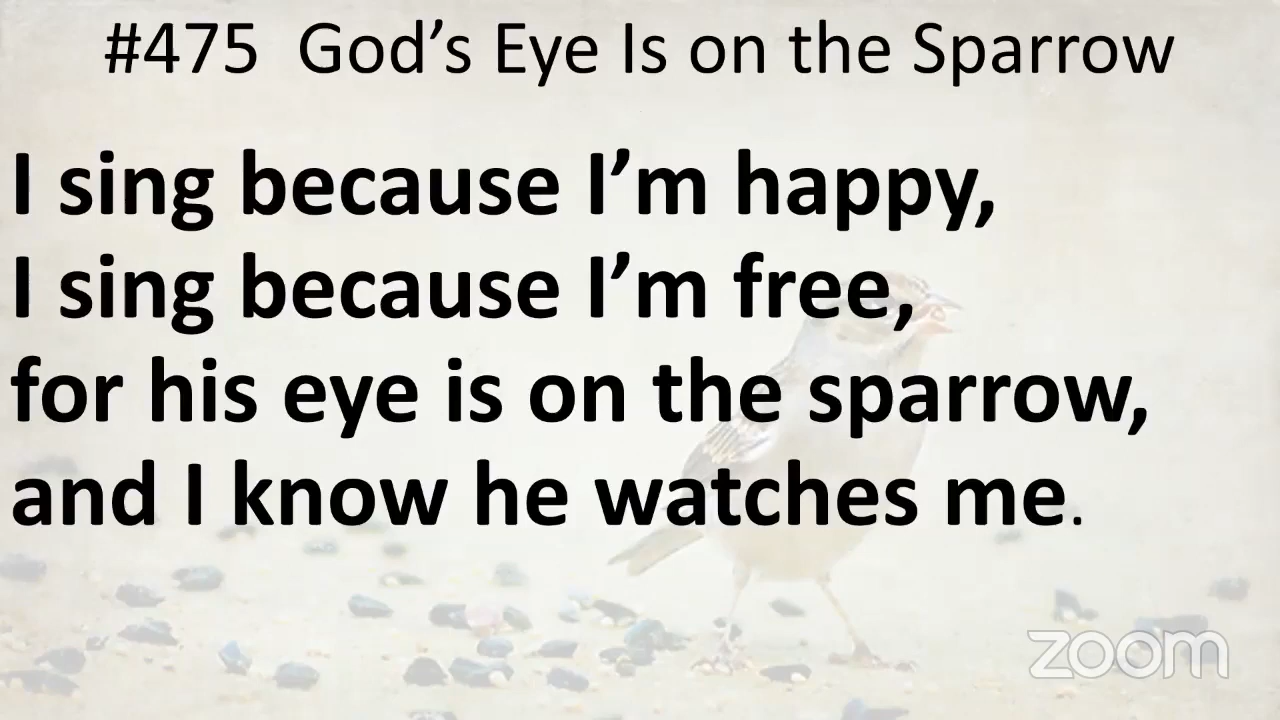 #475 God’s Eye Is on the Sparrow
I sing because I’m happy,
I sing because I’m free,
for his eye is on the sparrow,
and I know he watches me.
zoom